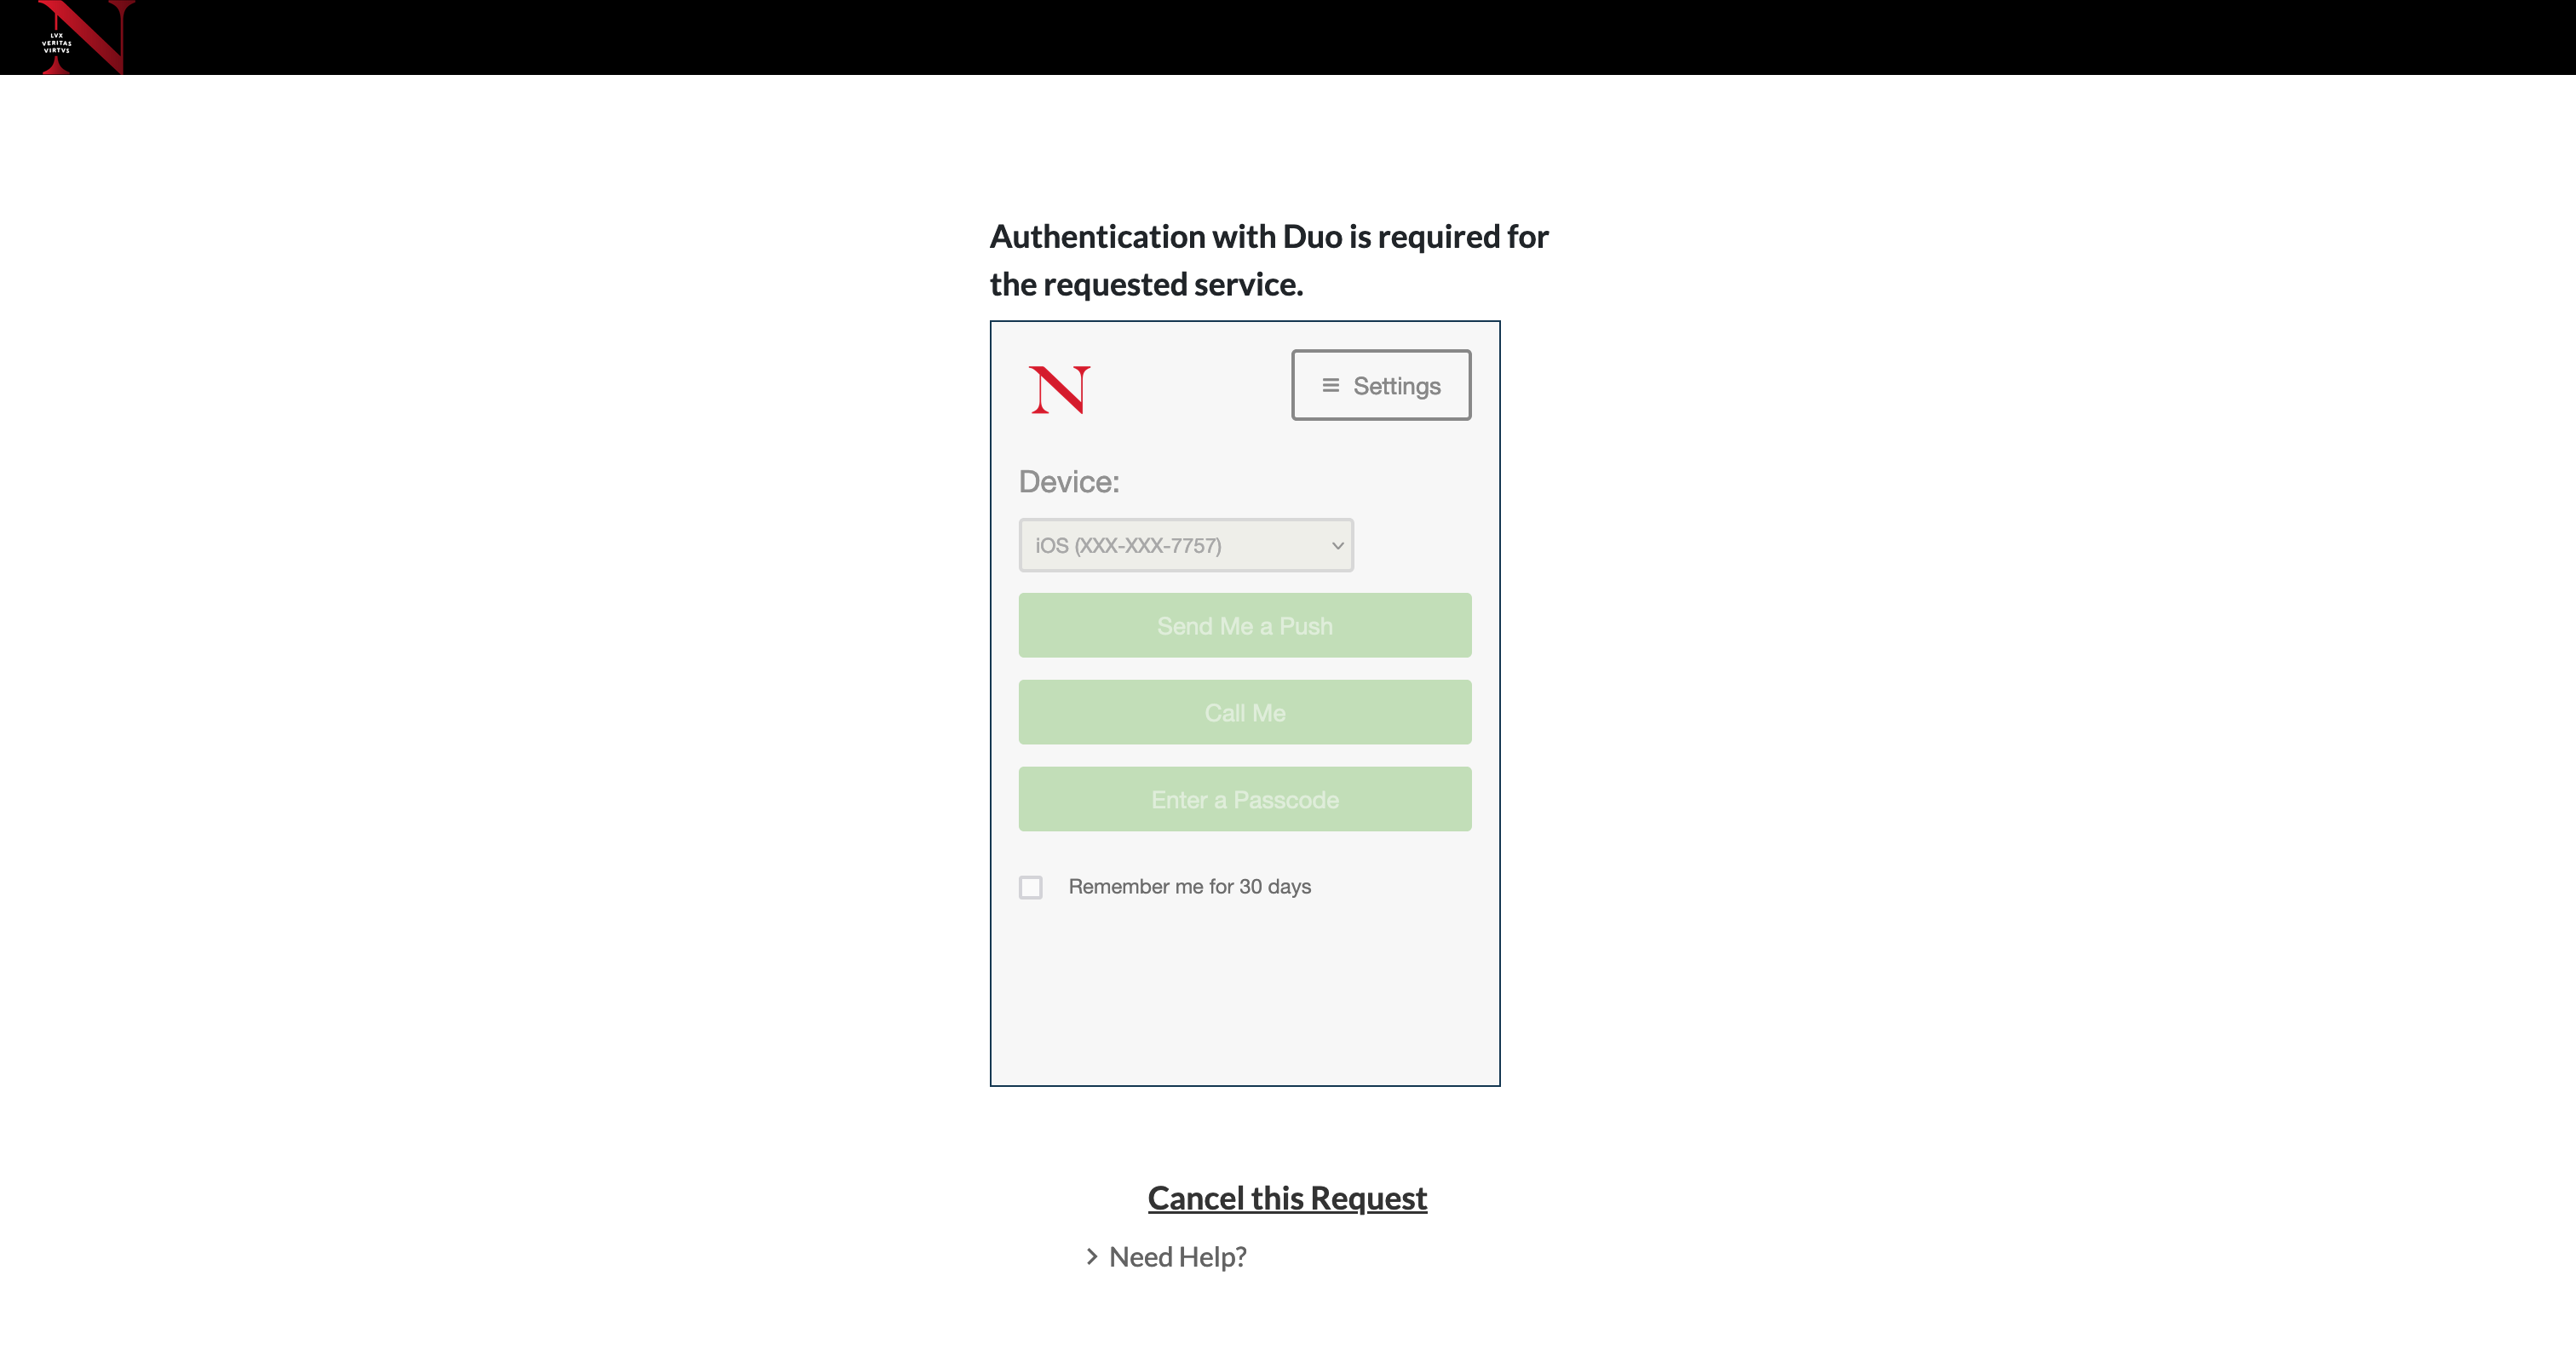 LVX
VERITAS
VIRTVS
Authentication with Duo is required for
the requested service.
N
Settings
Device:
iOS (XXX-XXX-7757)
Send Me a Push
Call Me
Enter a Passcode
Remember me for 30 days
Cancel this Request
Need Help?